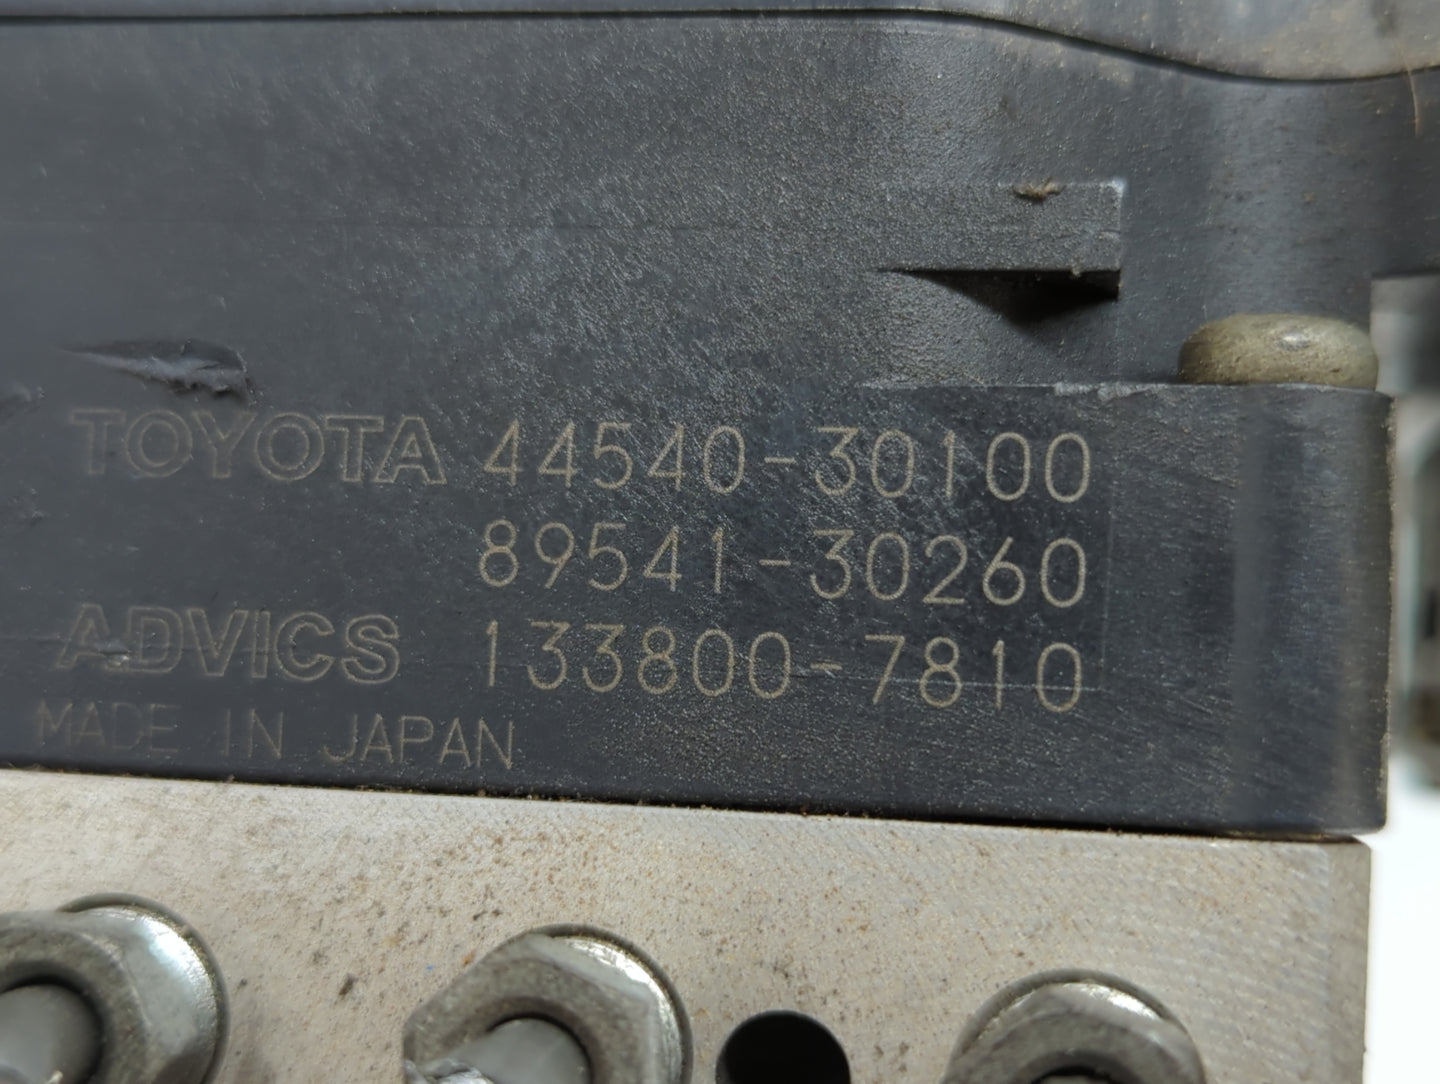 TOYOTA 44540-30100
89541-30260
ADVICS 133800-7810
MADE IN JAPAN